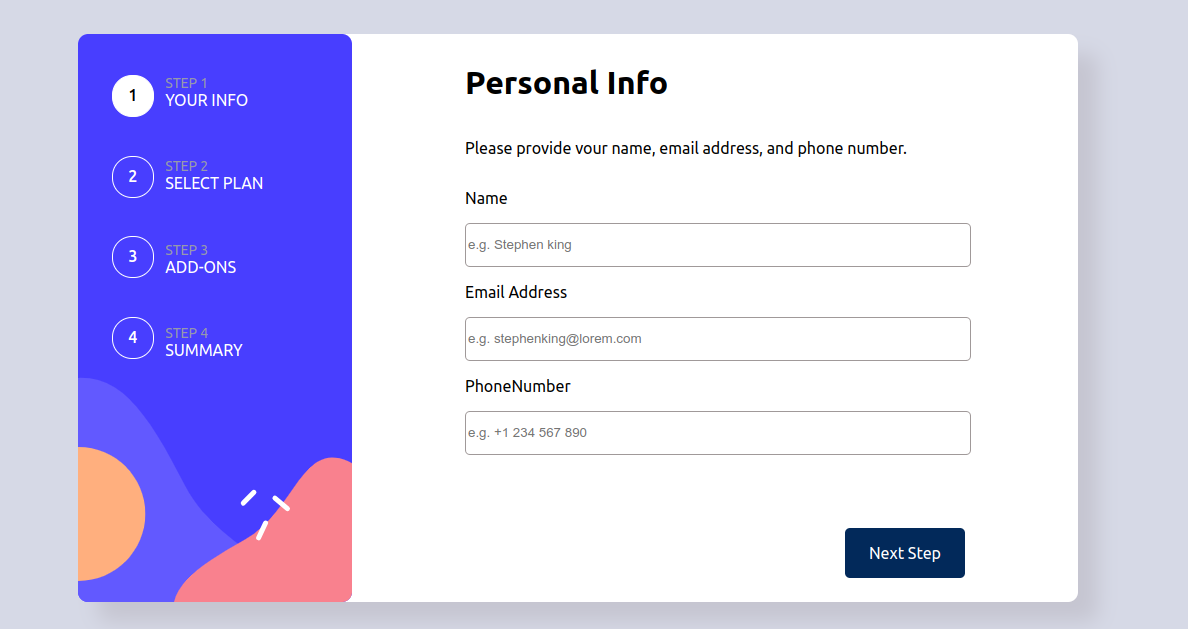 1
STEP 1
YOUR INFO
2
STEP 2
SELECT PLAN
3
STEP 3
ADD-ONS
4
STEP 4
SUMMARY
Personal Info
Please provide vour name, email address, and phone number.
Name
e.g. Stephen king
Email Address
e.g. stephenking@lorem.com
PhoneNumber
e.g. +1 234 567 890
Next Step